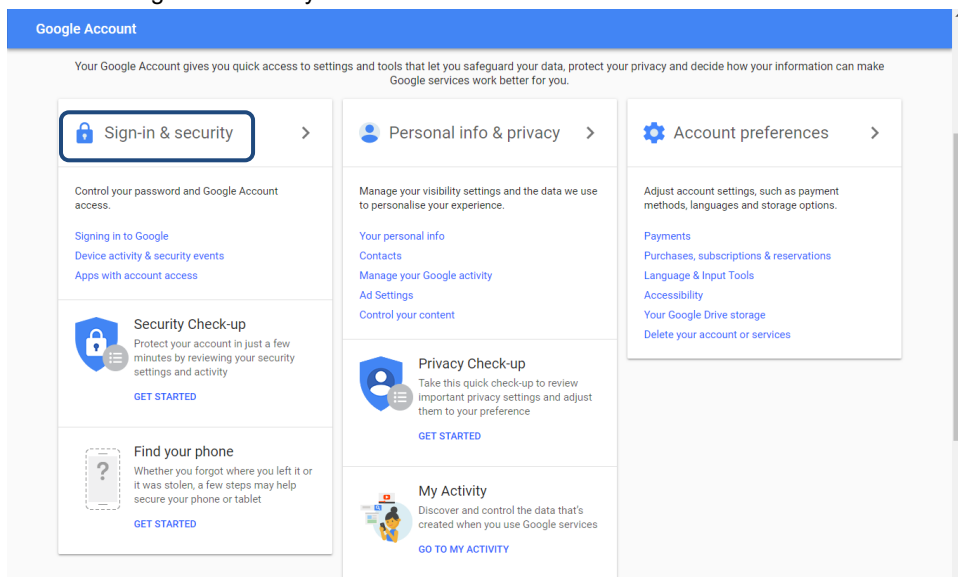 Google Account
Your Google Account gives you quick access to settings and tools that let you safeguard your data, protect your privacy and decide how your information can make
Google services work better for you.
Sign-in & security
Control your password and Google Account
access.
Signing in to Google
Device activity & security events
Apps with account access
Security Check-up
Protect your account in just a few
minutes by reviewing your security
settings and activity
GET STARTED
Find your phone
Whether you forgot where you left it or
it was stolen, a few steps may help
secure your phone or tablet
GET STARTED
Personal info & privacy
Manage your visibility settings and the data we use
to personalise your experience.
Your personal info
Contacts
Manage your Google activity
Ad Settings
Control your content
Privacy Check-up
Take this quick check-up to review
important privacy settings and adjust
them to your preference
GET STARTED
My Activity
Discover and control the data that's
created when you use Google services
GO TO MY ACTIVITY
Account preferences
Adjust account settings, such as payment
methods, languages and storage options.
Payments
Purchases, subscriptions & reservations
Language & Input Tools
Accessibility
Your Google Drive storage
Delete your account or services